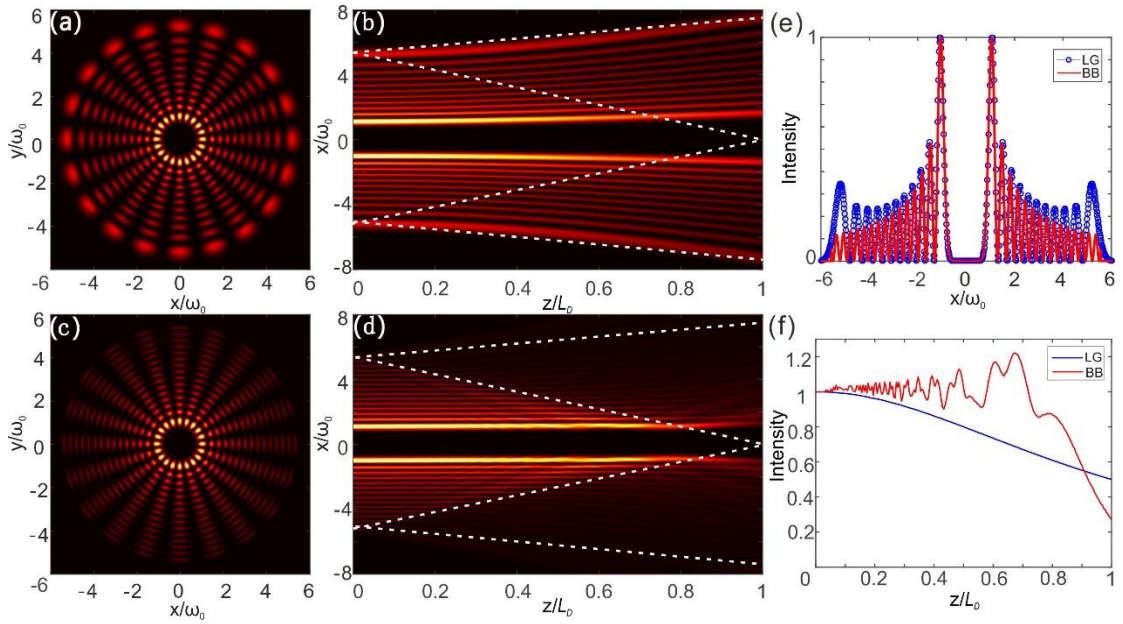 (a)
6
4
2
0
-2
-4
-6
y/ω₀
-6 -4 -2 0 2 4 6
x/ω₀
(b)
8
4
0
-4
-8
x/ω₀
0 0.2 0.4 0.6 0.8 1
z/L_D
(e)
1
0
Intensity
LG
BB
-6 -4 -2 0 2 4 6
x/ω₀
(c)
6
4
2
0
-2
-4
-6
y/ω₀
-6 -4 -2 0 2 4 6
x/ω₀
(d)
8
4
0
-4
-8
x/ω₀
0 0.2 0.4 0.6 0.8 1
z/L_D
(f)
1.2
1.0
0.8
0.6
0.4
0.2
Intensity
LG
BB
0 0.2 0.4 0.6 0.8 1
z/L_D